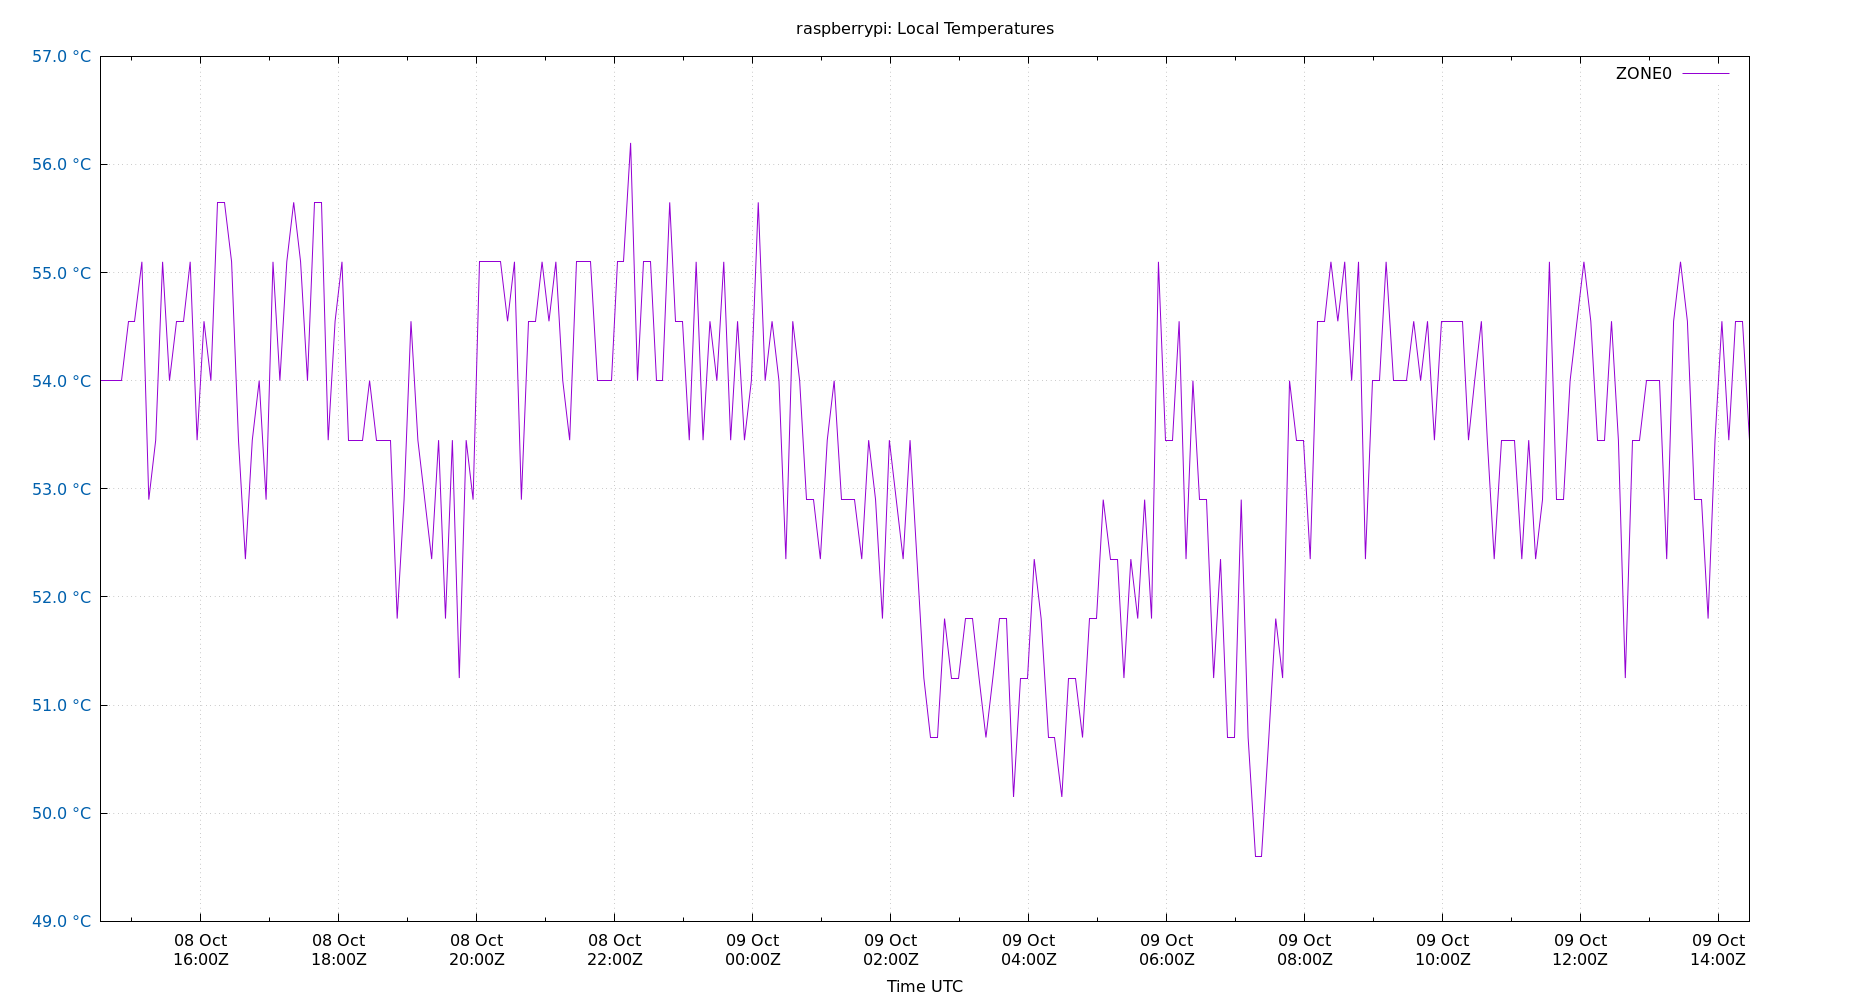 raspberrypi: Local Temperatures
57.0 °C
56.0 °C
55.0 °C
54.0 °C
53.0 °C
52.0 °C
51.0 °C
50.0 °C
49.0 °C
ZONE0
08 Oct 08 Oct 08 Oct 08 Oct 09 Oct 09 Oct 09 Oct 09 Oct 09 Oct 09 Oct 09 Oct 09 Oct
16:00Z 18:00Z 20:00Z 22:00Z 00:00Z 02:00Z 04:00Z 06:00Z 08:00Z 10:00Z 12:00Z 14:00Z
Time UTC